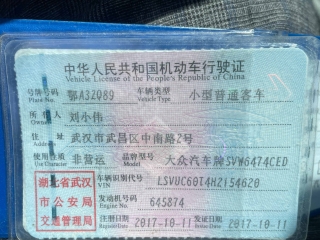 中华人民共和国机动车行驶证
Vehicle License of the People's Republic of China
号牌号码 鄂A3Z089 车辆类型 小型普通客车
Plate No. Vehicle Type
所有人 刘小伟
Owner
住址 武汉市武昌区中南路2号
Address
使用性质 非营运 品牌型号 大众汽车牌SVW6474CED
Use Character Model
湖北省武汉
市公安局
交通管理局
车辆识别代号 LSVUC60T4H2154620
VIN
发动机号码 645874
Engine No.
注册日期 2017-10-11 发证日期 2017-10-11
Register Date Issue Date